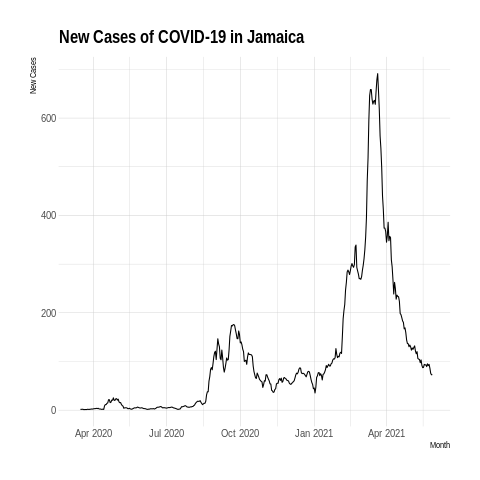 New Cases of COVID-19 in Jamaica
New Cases
600
400
200
0
Apr 2020 Jul 2020 Oct 2020 Jan 2021 Apr 2021
Month